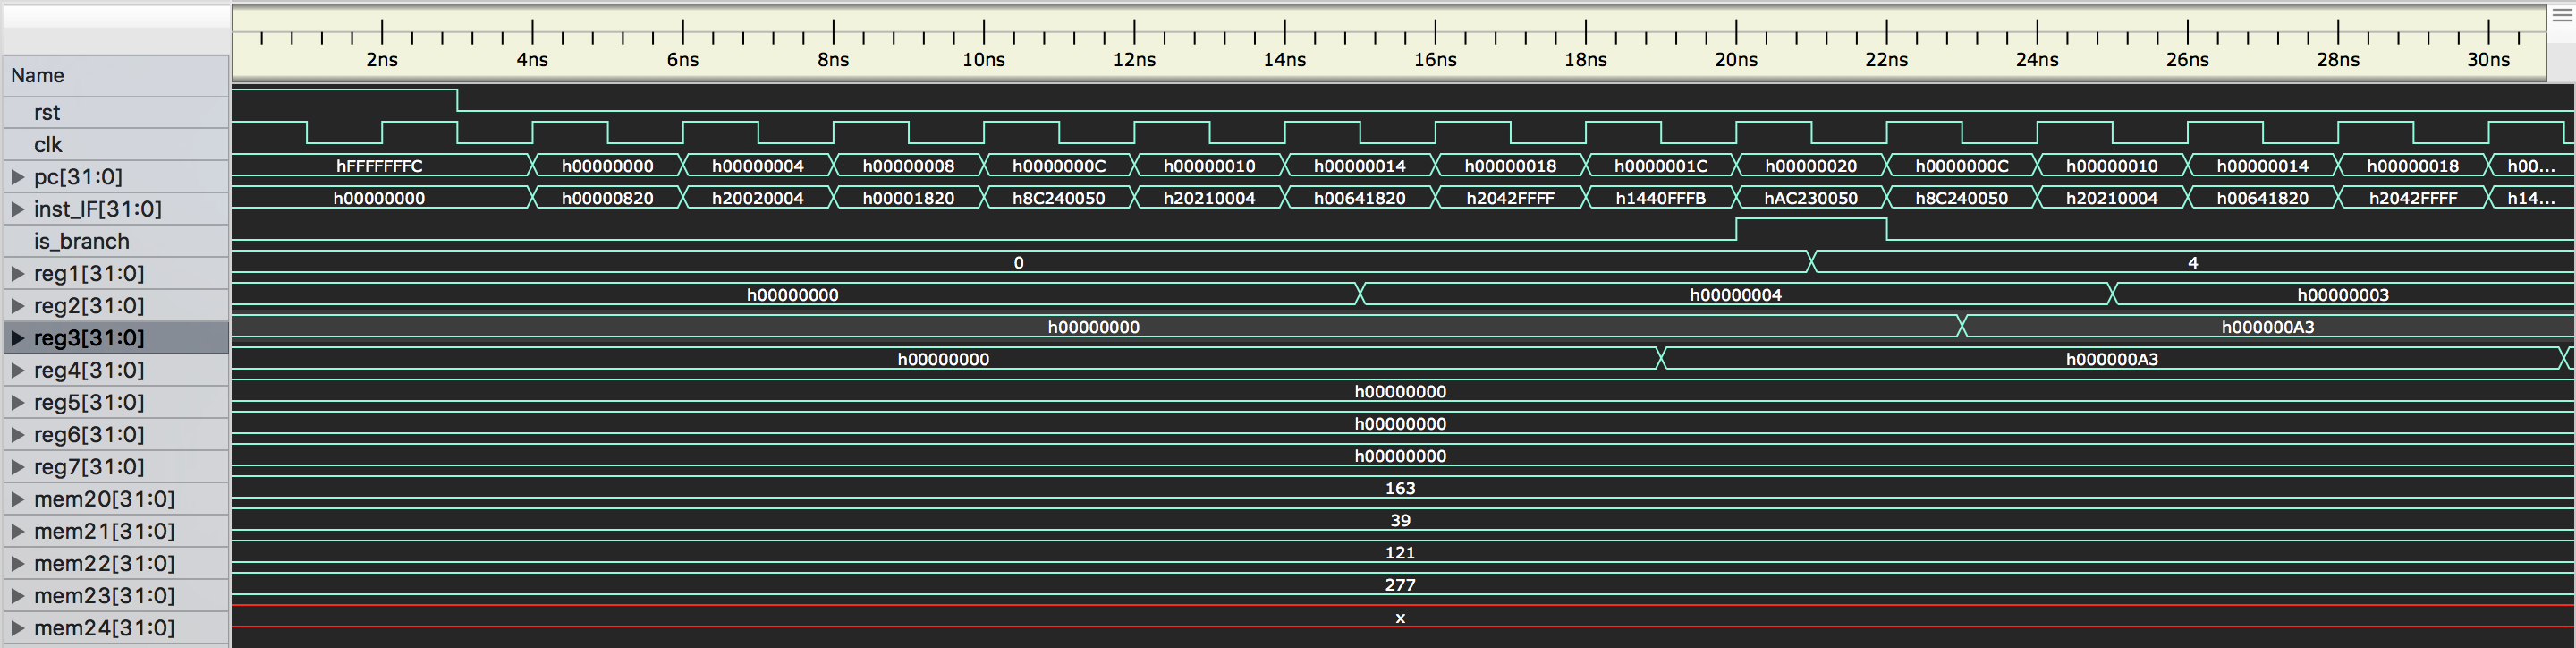 2ns 4ns 6ns 8ns 10ns 12ns 14ns 16ns 18ns 20ns 22ns 24ns 26ns 28ns 30ns
Name
rst
clk
pc[31:0] hFFFFFFFC h00000000 h00000004 h00000008 h0000000C h00000010 h00000014 h00000018 h0000001C h00000020 h0000000C h00000010 h00000014 h00000018 h00...
inst_IF[31:0] h00000000 h00000820 h20020004 h00001820 h8C240050 h20210004 h00641820 h2042FFFF h1440FFFB hAC230050 h8C240050 h20210004 h00641820 h2042FFFF h14...
is_branch
reg1[31:0] 0 4
reg2[31:0] h00000000 h00000004 h00000003
reg3[31:0] h00000000 h000000A3
reg4[31:0] h00000000 h000000A3
reg5[31:0] h00000000
reg6[31:0] h00000000
reg7[31:0] h00000000
mem20[31:0] 163
mem21[31:0] 39
mem22[31:0] 121
mem23[31:0] 277
mem24[31:0] x